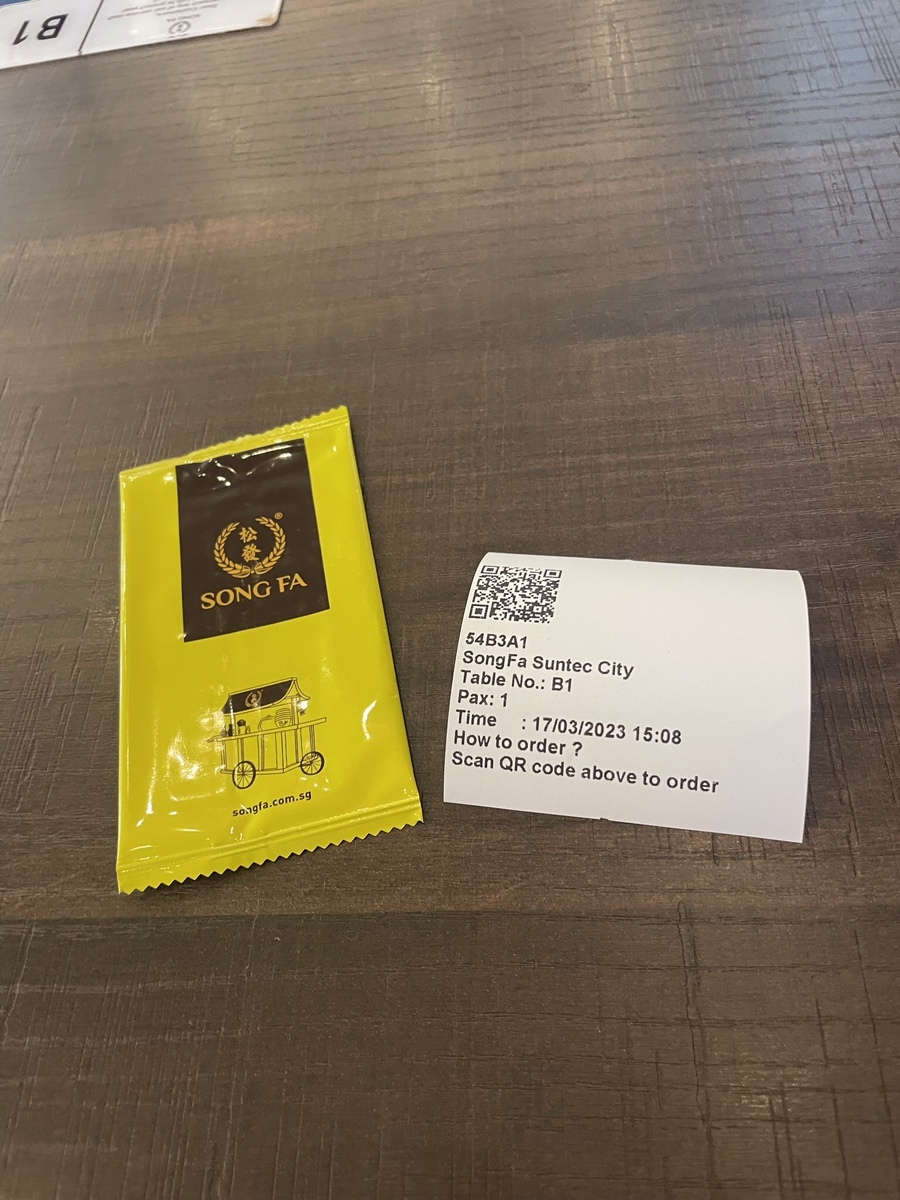 B1
®
松
發
SONG FA
songfa.com.sg
54B3A1
SongFa Suntec City
Table No.: B1
Pax: 1
Time : 17/03/2023 15:08
How to order ?
Scan QR code above to order